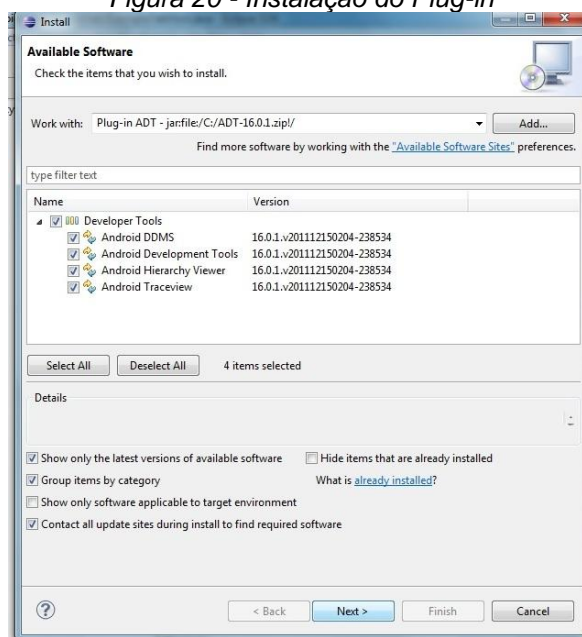 Figura 20 - Instalação do Plug-in
Install
Available Software
Check the items that you wish to install.
Work with: Plug-in ADT - jar:file:/C:/ADT-16.0.1.zip!/ Add...
Find more software by working with the "Available Software Sites" preferences.
type filter text
Name Version
Developer Tools
Android DDMS 16.0.1.v201112150204-238534
Android Development Tools 16.0.1.v201112150204-238534
Android Hierarchy Viewer 16.0.1.v201112150204-238534
Android Traceview 16.0.1.v201112150204-238534
Select All Deselect All 4 items selected
Details
Show only the latest versions of available software Hide items that are already installed
Group items by category What is already installed?
Show only software applicable to target environment
Contact all update sites during install to find required software
? < Back Next > Finish Cancel